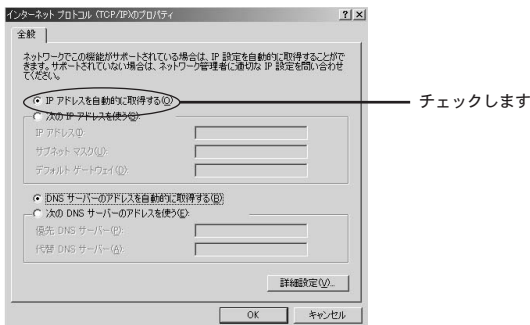 インターネット プロトコル (TCP/IP)のプロパティ
全般
ネットワークでこの機能がサポートされている場合は、IP 設定を自動的に取得することがで
きます。サポートされていない場合は、ネットワーク管理者に適切な IP 設定を問い合わせ
てください。
IP アドレスを自動的に取得する(O)
チェックします
次の IP アドレスを使う(S):
IP アドレス(I):
サブネット マスク(U):
デフォルト ゲートウェイ(D):
DNS サーバーのアドレスを自動的に取得する(B)
次の DNS サーバーのアドレスを使う(E):
優先 DNS サーバー(P):
代替 DNS サーバー(A):
詳細設定(V)...
OK
キャンセル